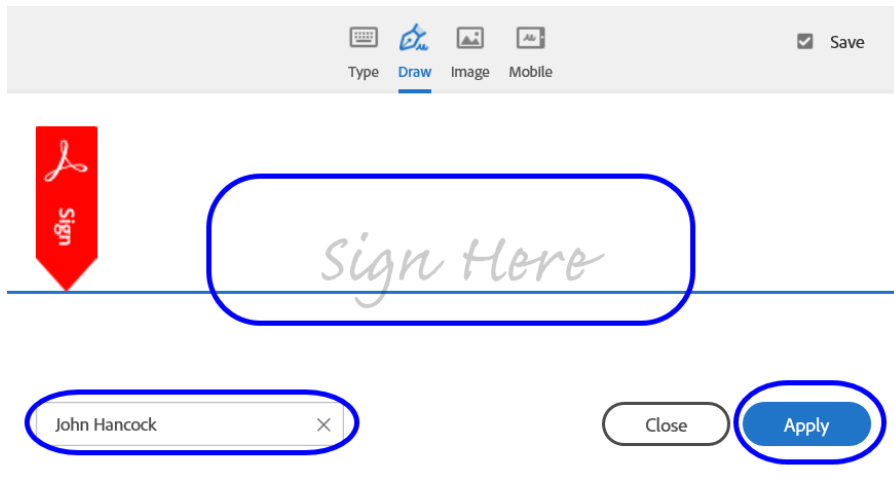 Type Draw Image Mobile Save
Sign
Sign Here
John Hancock Close Apply